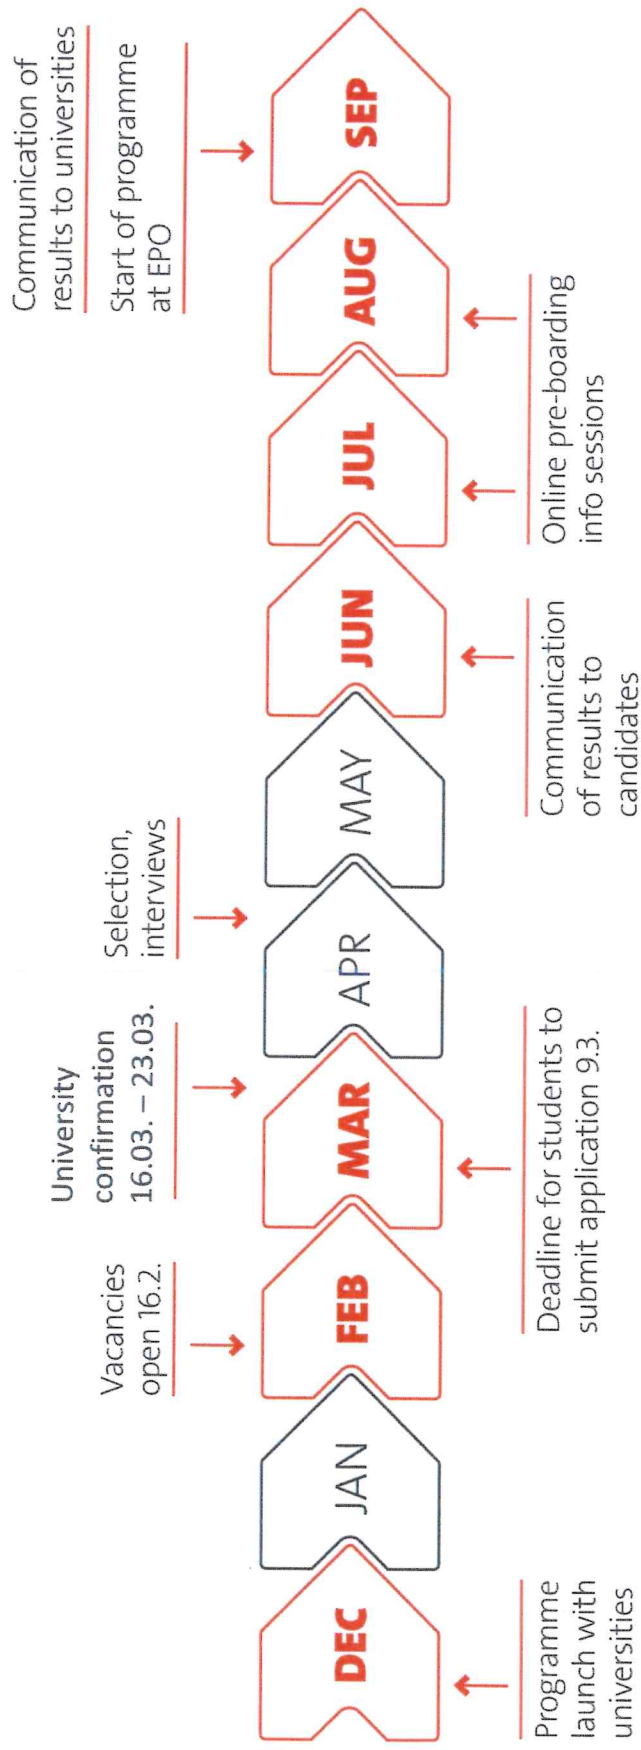 Communication of
results to universities
Start of programme
at EPO
Selection,
interviews
University
confirmation
16.03. – 23.03.
Vacancies
open 16.2.
DEC
JAN
FEB
MAR
APR
MAY
JUN
JUL
AUG
SEP
Programme
launch with
universities
Deadline for students to
submit application 9.3.
Communication
of results to
candidates
Online pre-boarding
info sessions